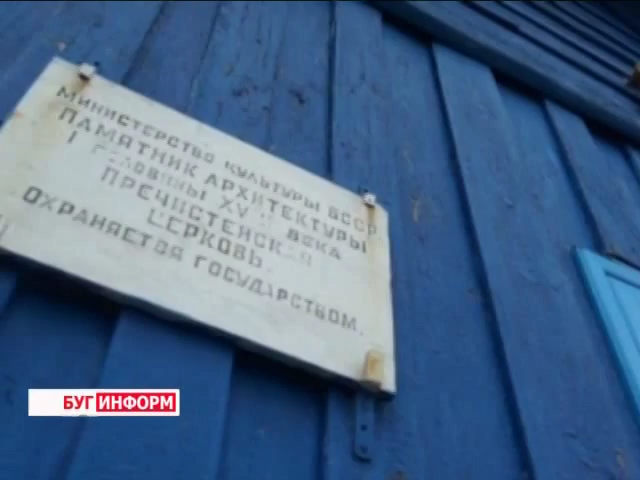 МИНИСТЕРСТВО КУЛЬТУРЫ БССР
ПАМЯТНИК АРХИТЕКТУРЫ
I ПОЛОВИНЫ ВЕКА
ПРЕЧИСТЕНСКАЯ
ЦЕРКОВЬ.
ОХРАНЯЕТСЯ ГОСУДАРСТВОМ.
БУГИНФОРМ